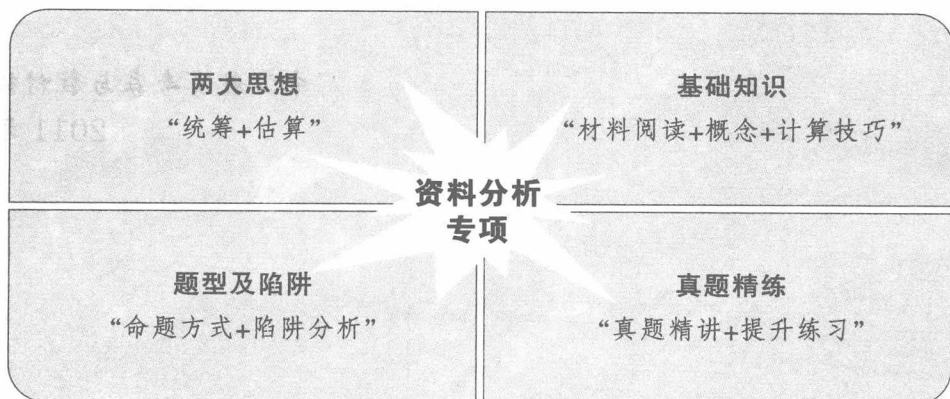 两大思想
“统筹+估算”
基础知识
“材料阅读+概念+计算技巧”
资料分析
专项
题型及陷阱
“命题方式+陷阱分析”
真题精练
“真题精讲+提升练习”